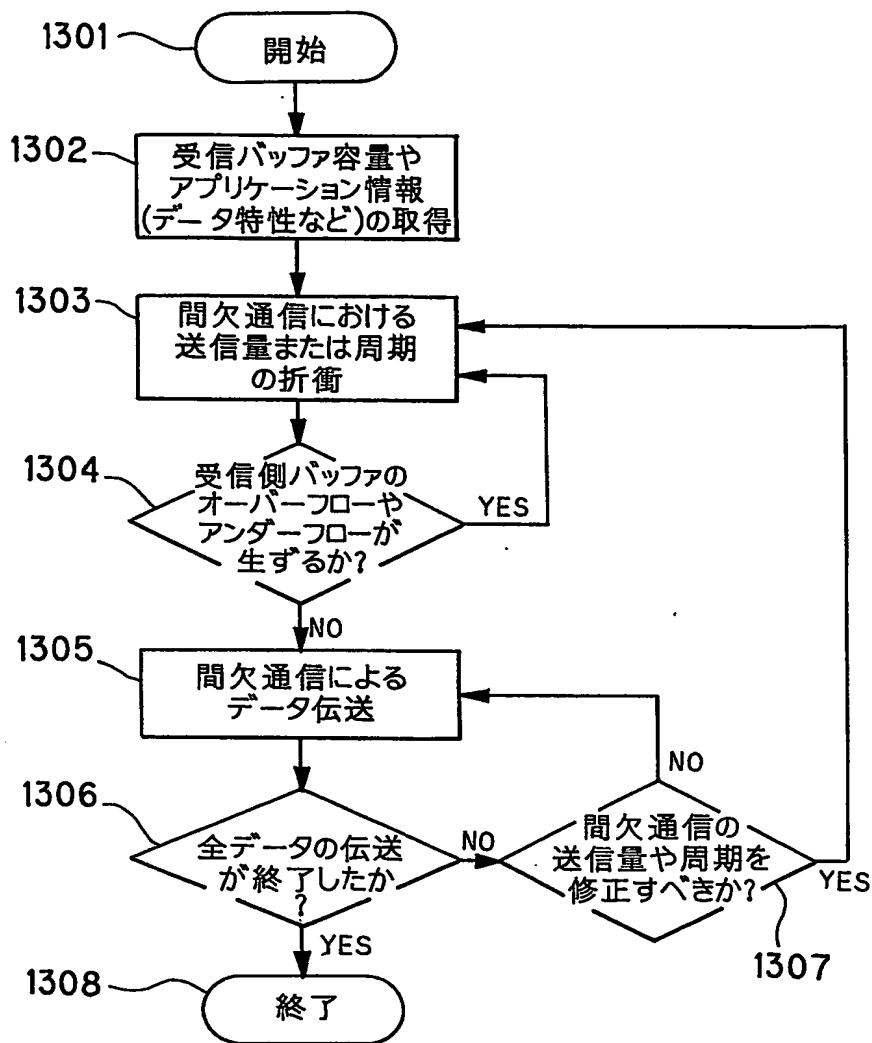 1301
開始
1302
受信バッファ容量や
アプリケーション情報
(データ特性など)の取得
1303
間欠通信における
送信量または周期
の折衝
1304
受信側バッファの
オーバーフローや
アンダーフローが
生ずるか?
YES
NO
1305
間欠通信による
データ伝送
NO
1306
全データの伝送
が終了したか
?
NO
間欠通信の
送信量や周期を
修正すべきか?
YES
1307
YES
1308
終了